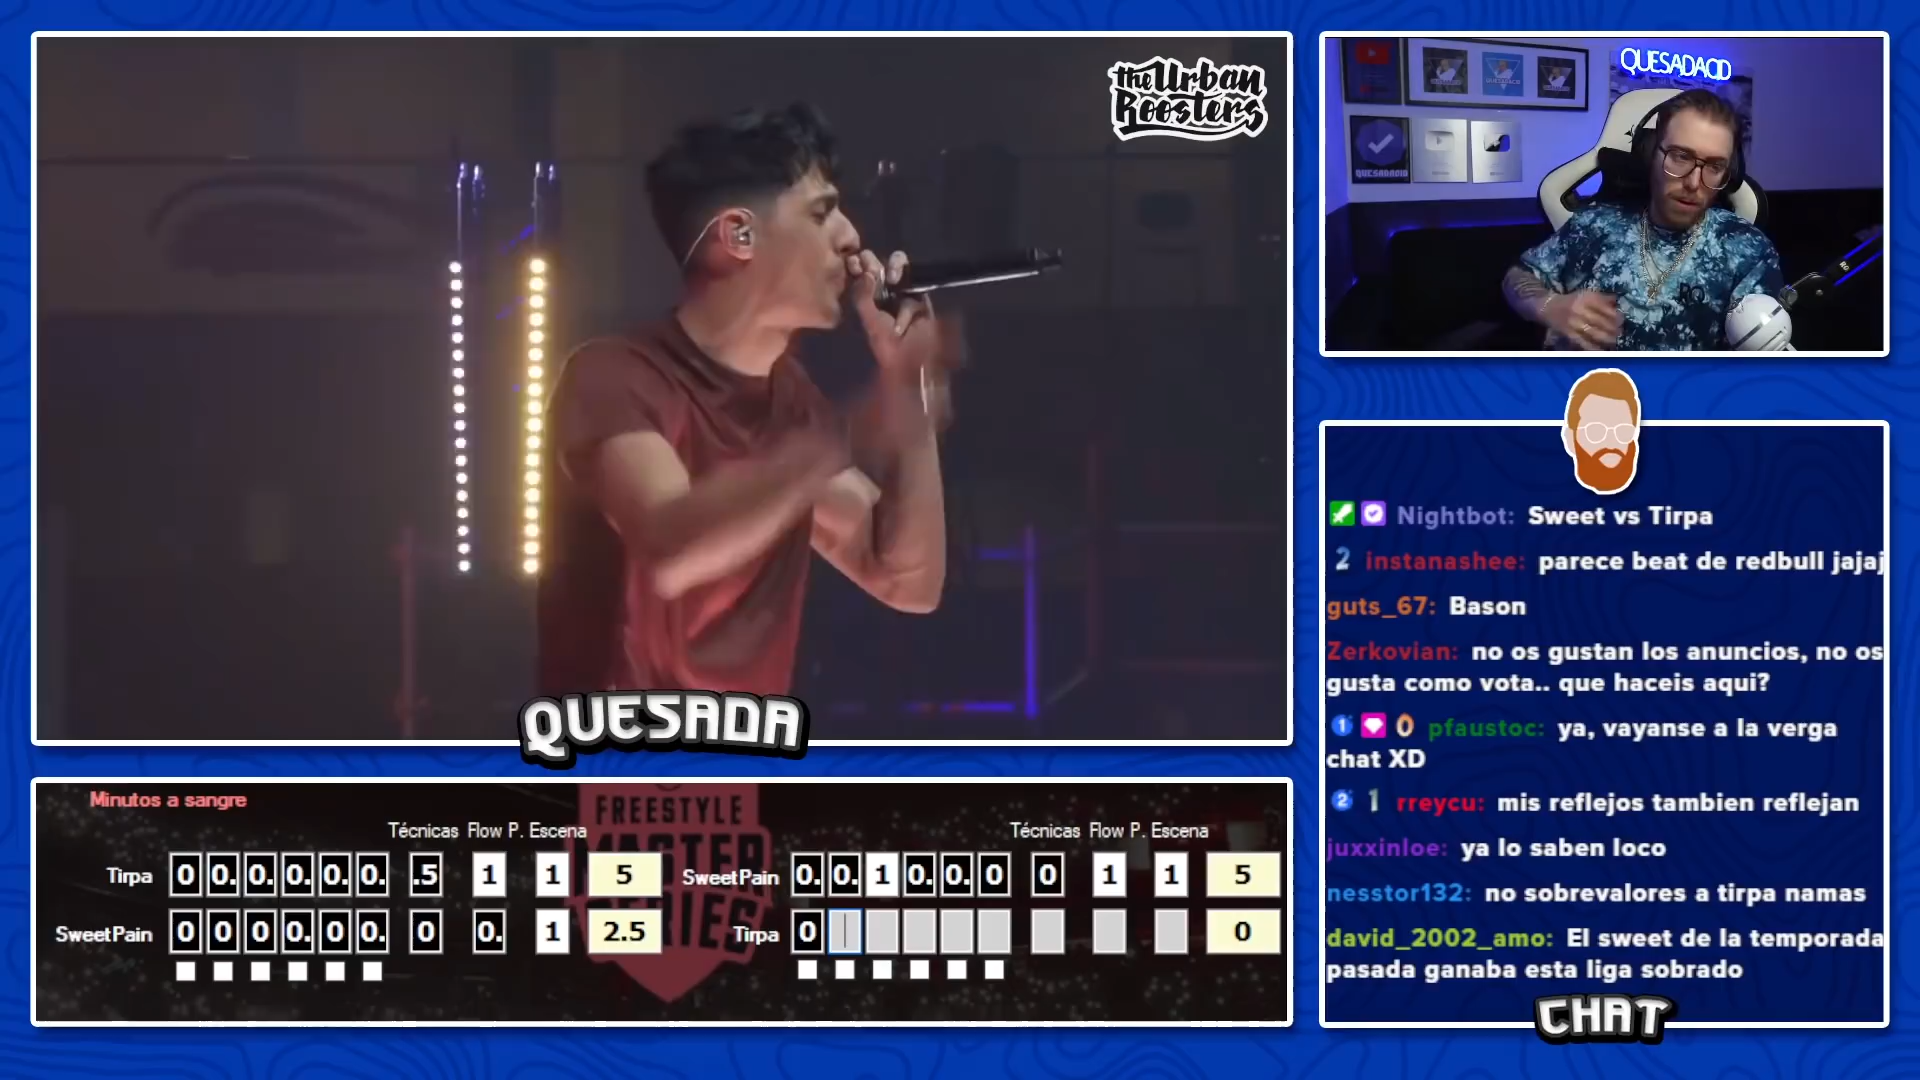 the Urban
Roosters
QUESADACID
QUESADACID
QUESADA
Nightbot: Sweet vs Tirpa
2 instanashee: parece beat de redbull jajaj
guts_67: Bason
Zerkovian: no os gustan los anuncios, no os
gusta como vota.. que haceis aqui?
1 0 pfaustoc: ya, vayanse a la verga
chat XD
2 1 rreycu: mis reflejos tambien reflejan
juxxinloe: ya lo saben loco
nesstor132: no sobrevalores a tirpa namas
david_2002_amo: El sweet de la temporada
pasada ganaba esta liga sobrado
CHAT
Minutos a sangre
FREESTYLE
MASTER
SERIES
Técnicas Flow P. Escena
Tirpa 0 0. 0. 0. 0. 0. .5 1 1 5
SweetPain 0 0 0 0. 0 0. 0 0. 1 2.5
Técnicas Flow P. Escena
SweetPain 0. 0. 1 0. 0. 0 0 1 1 5
Tirpa 0 0